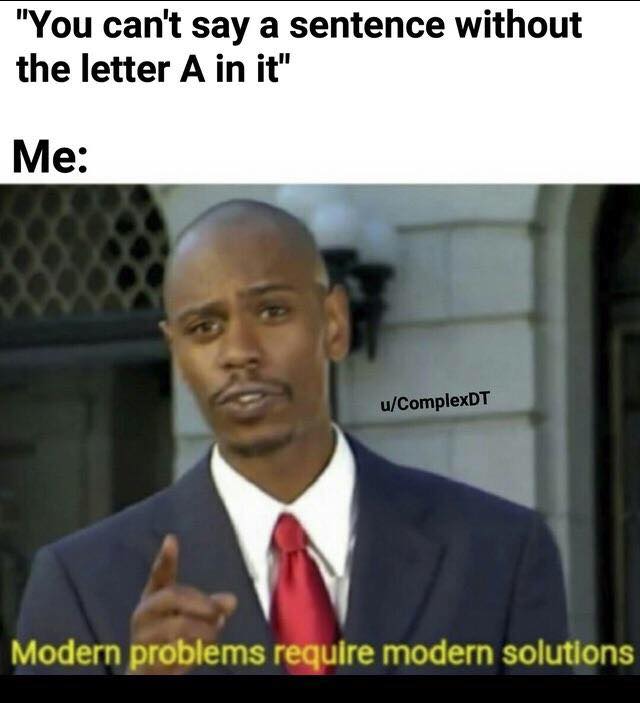 "You can't say a sentence without
the letter A in it"
Me:
u/ComplexDT
Modern problems require modern solutions